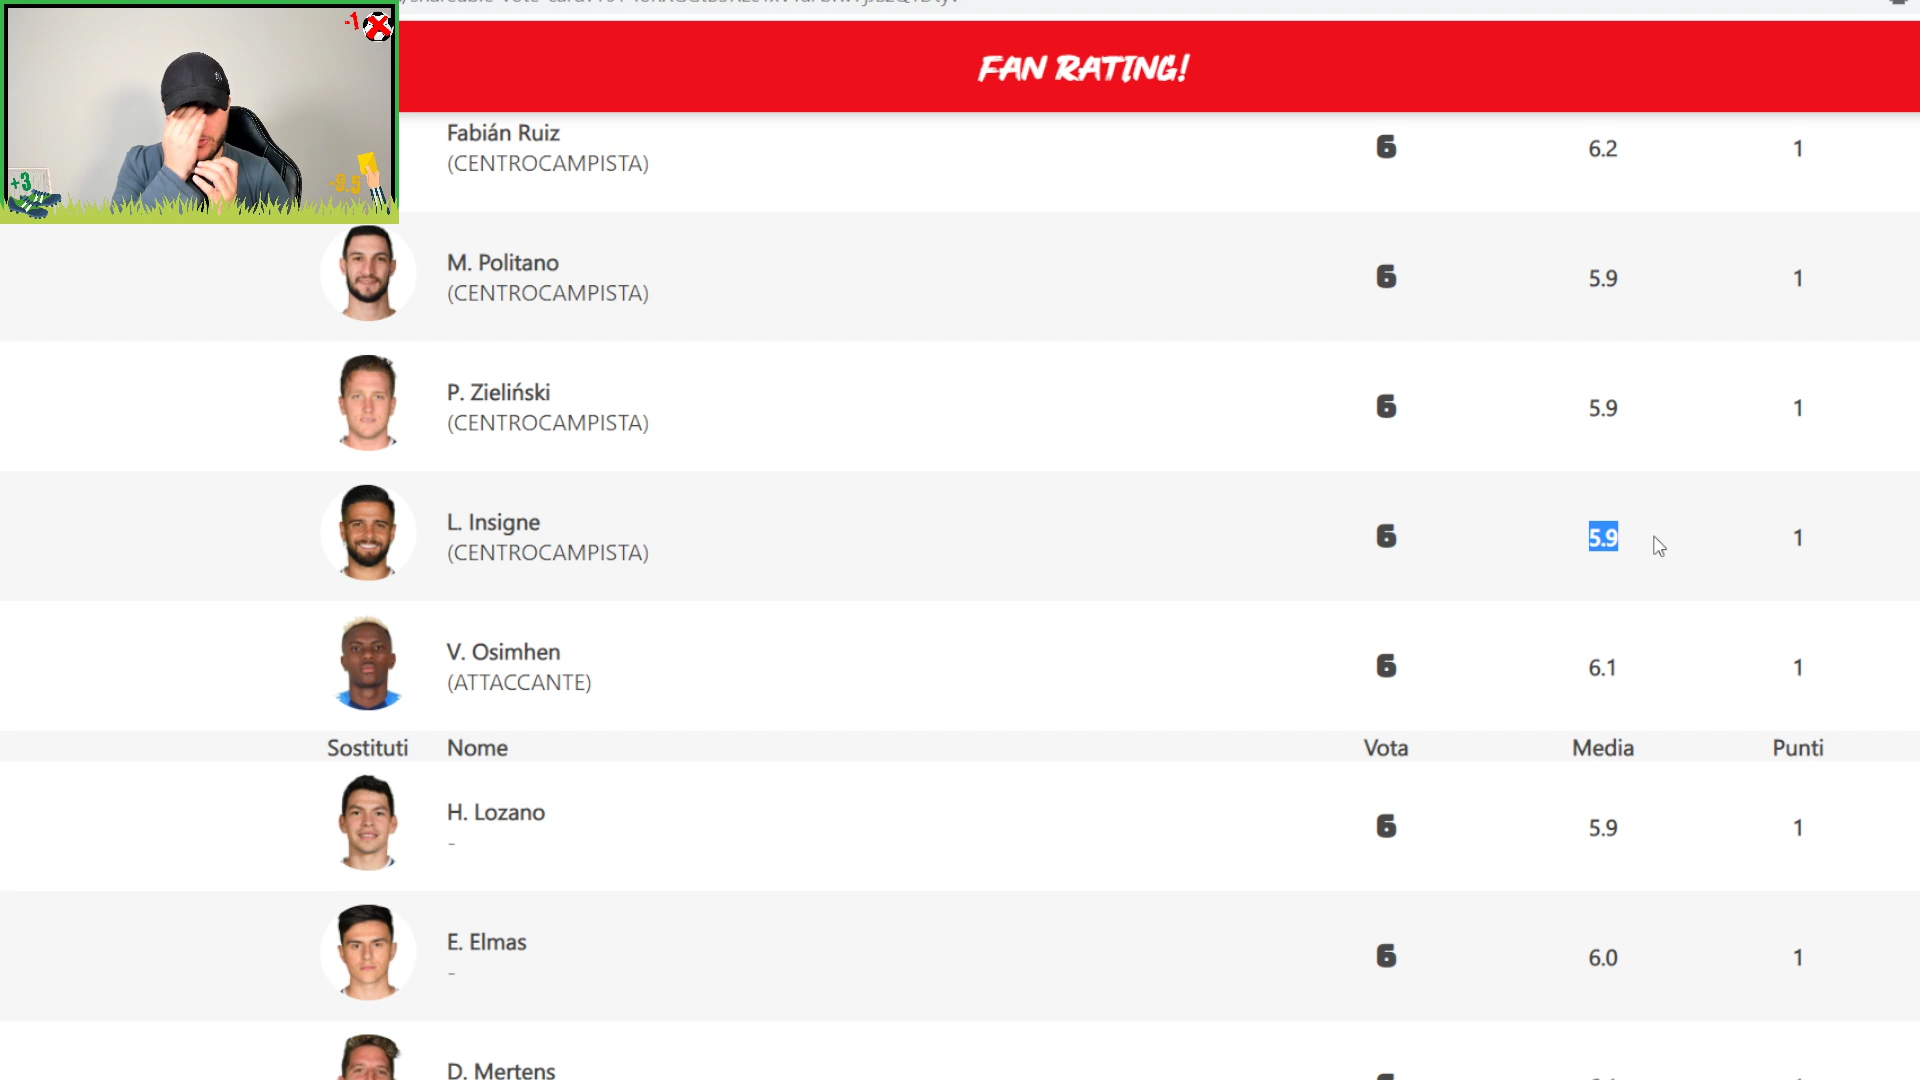 -1
+3
-0.5
FAN RATING!
Fabián Ruiz
(CENTROCAMPISTA)
6 6.2 1
M. Politano
(CENTROCAMPISTA)
6 5.9 1
P. Zieliński
(CENTROCAMPISTA)
6 5.9 1
L. Insigne
(CENTROCAMPISTA)
6 5.9 1
V. Osimhen
(ATTACCANTE)
6 6.1 1
Sostituti Nome Vota Media Punti
H. Lozano
-
6 5.9 1
E. Elmas
-
6 6.0 1
D. Mertens